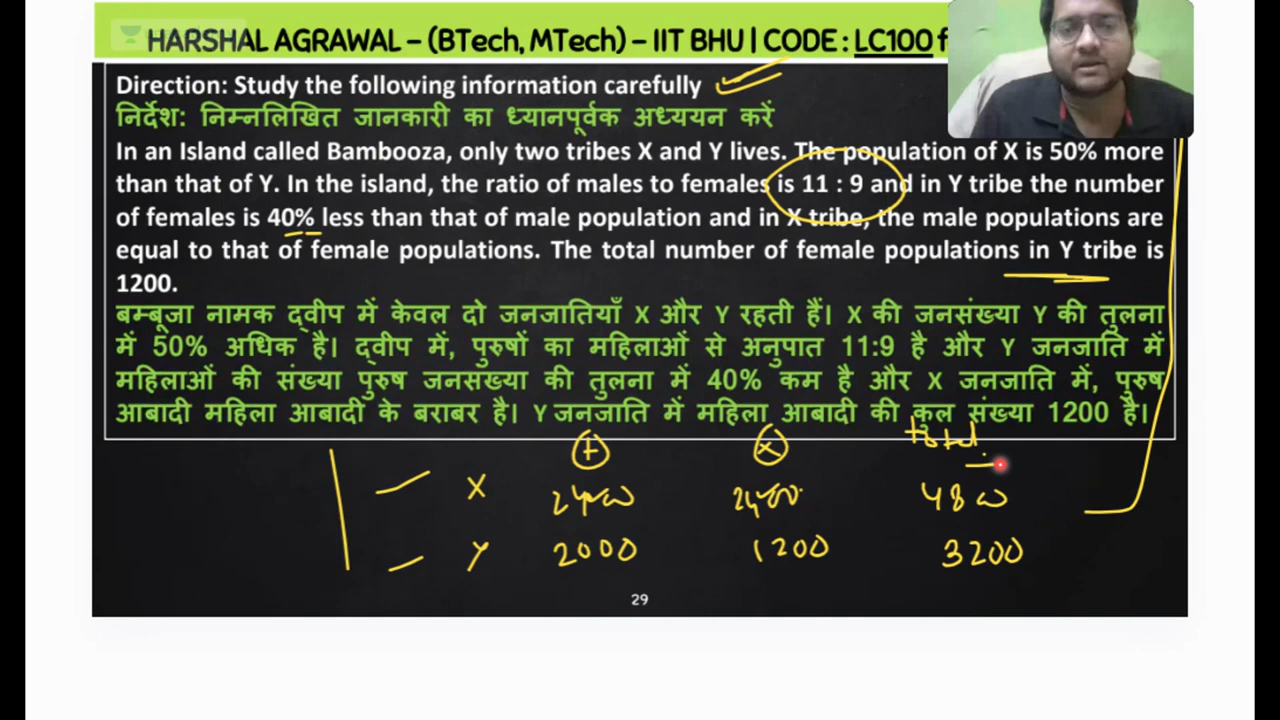 HARSHAL AGRAWAL – (BTech, MTech) – IIT BHU | CODE : LC100 f
Direction: Study the following information carefully
निर्देश: निम्नलिखित जानकारी का ध्यानपूर्वक अध्ययन करें
In an Island called Bambooza, only two tribes X and Y lives. The population of X is 50% more
than that of Y. In the island, the ratio of males to females is 11 : 9 and in Y tribe the number
of females is 40% less than that of male population and in X tribe, the male populations are
equal to that of female populations. The total number of female populations in Y tribe is
1200.
बम्बूजा नामक द्वीप में केवल दो जनजातियाँ X और Y रहती हैं। X की जनसंख्या Y की तुलना
में 50% अधिक है। द्वीप में, पुरुषों का महिलाओं से अनुपात 11:9 है और Y जनजाति में
महिलाओं की संख्या पुरुष जनसंख्या की तुलना में 40% कम है और X जनजाति में, पुरुष
आबादी महिला आबादी के बराबर है। Y जनजाति में महिला आबादी की कुल संख्या 1200 है।
total
X 2400 2400 4800
Y 2000 1200 3200
29